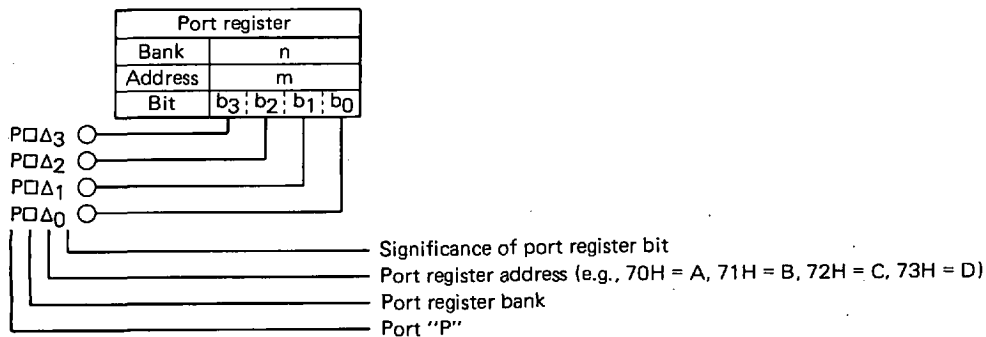 Port register
Bank n
Address m
Bit b3 b2 b1 b0
P□Δ3
P□Δ2
P□Δ1
P□Δ0
Significance of port register bit
Port register address (e.g., 70H = A, 71H = B, 72H = C, 73H = D)
Port register bank
Port "P"